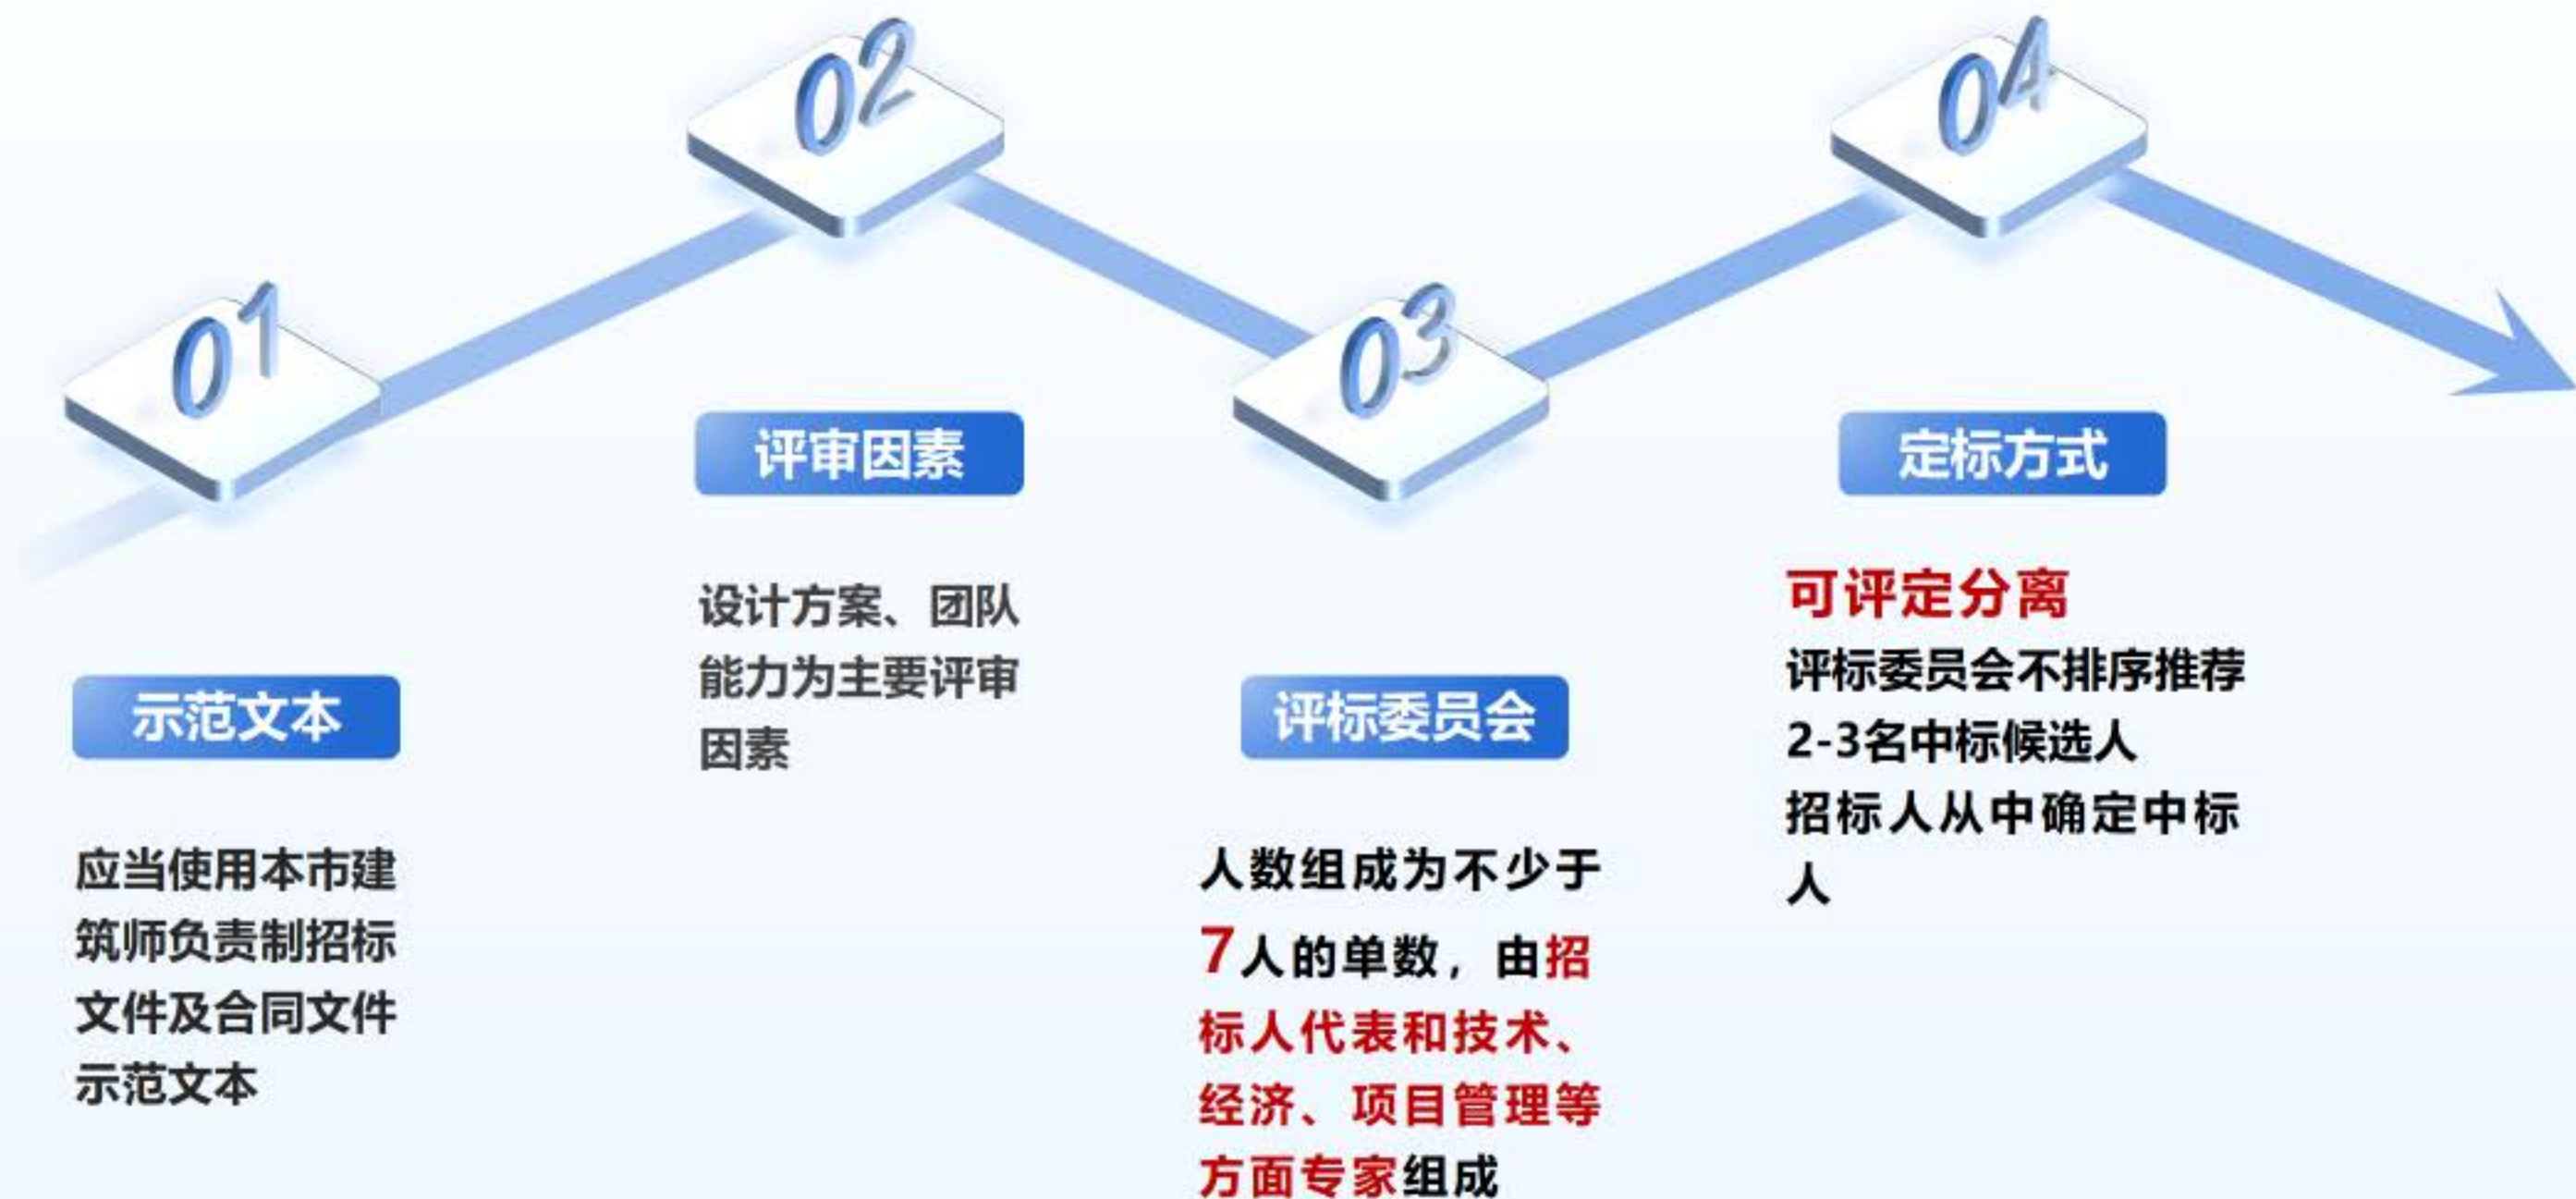 01
示范文本
应当使用本市建
筑师负责制招标
文件及合同文件
示范文本
02
评审因素
设计方案、团队
能力为主要评审
因素
03
评标委员会
人数组成为不少于
7人的单数，由招
标人代表和技术、
经济、项目管理等
方面专家组成
04
定标方式
可评定分离
评标委员会不排序推荐
2-3名中标候选人
招标人从中确定中标
人